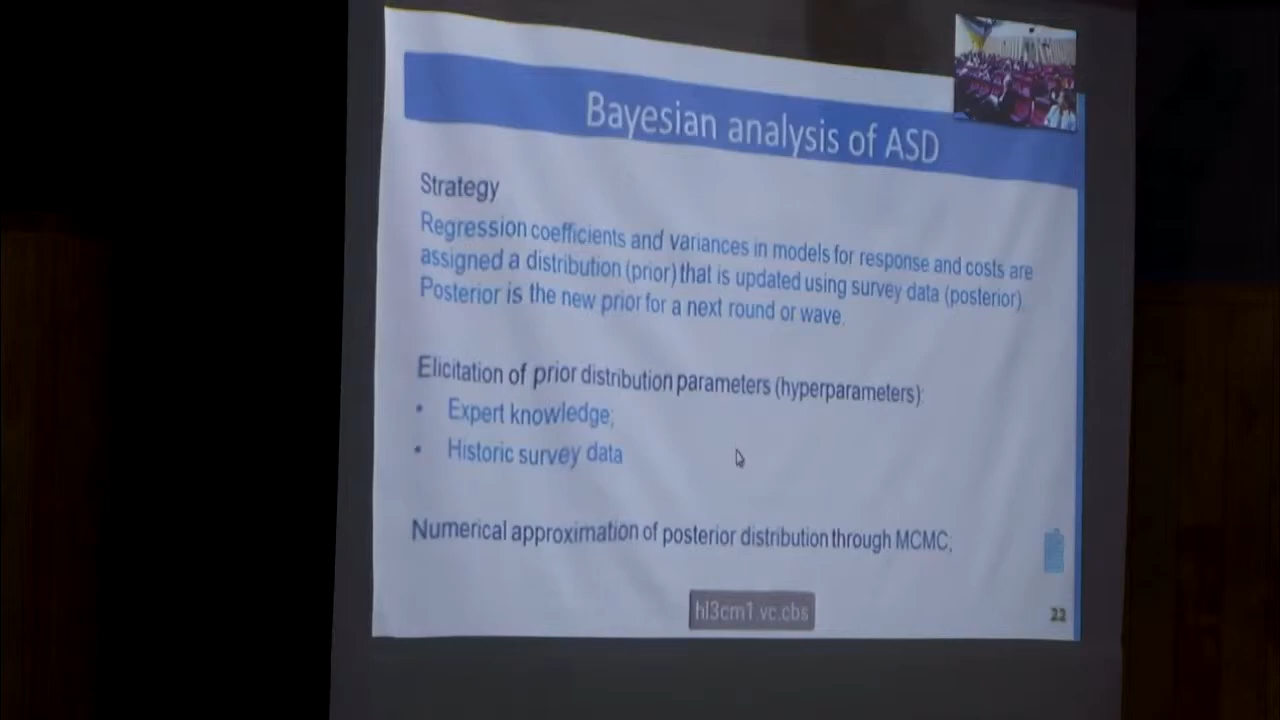 Bayesian analysis of ASD
Strategy
Regression coefficients and variances in models for response and costs are
assigned a distribution (prior) that is updated using survey data (posterior).
Posterior is the new prior for a next round or wave.
Elicitation of prior distribution parameters (hyperparameters):
• Expert knowledge;
• Historic survey data
Numerical approximation of posterior distribution through MCMC;
hl3cm1.vc.cbs
22